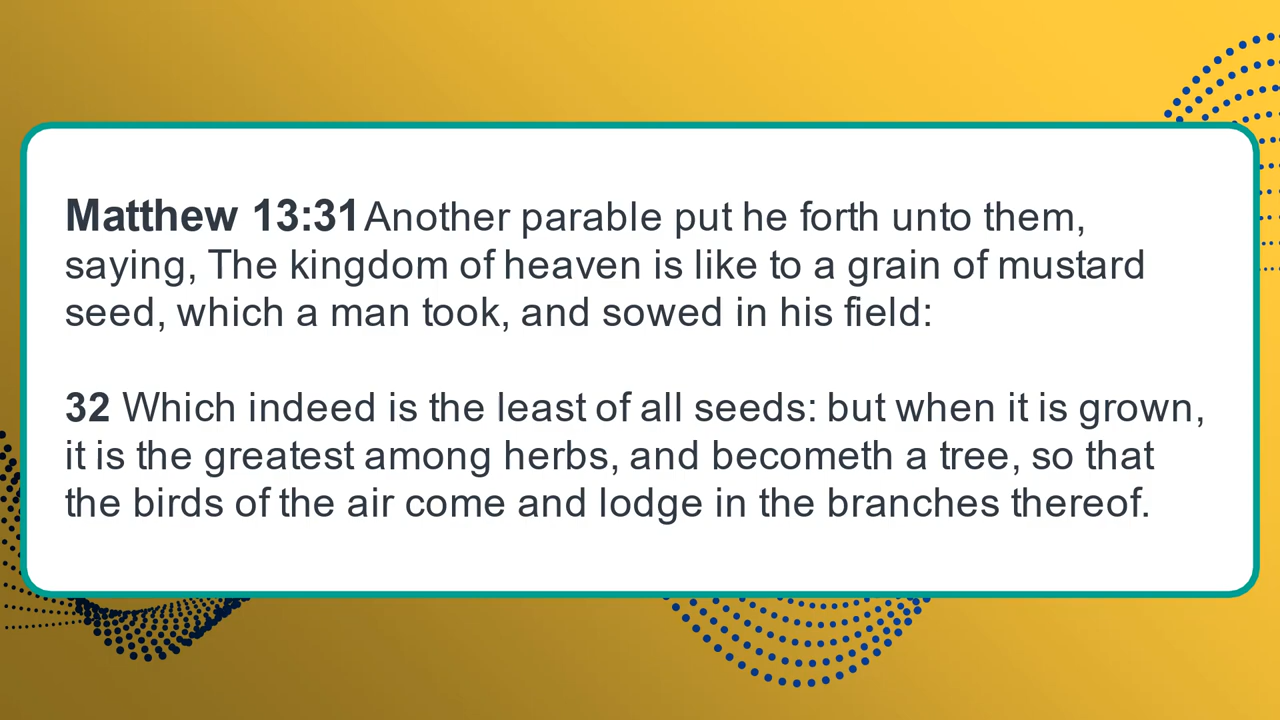 Matthew 13:31 Another parable put he forth unto them,
saying, The kingdom of heaven is like to a grain of mustard
seed, which a man took, and sowed in his field:
32 Which indeed is the least of all seeds: but when it is grown,
it is the greatest among herbs, and becometh a tree, so that
the birds of the air come and lodge in the branches thereof.